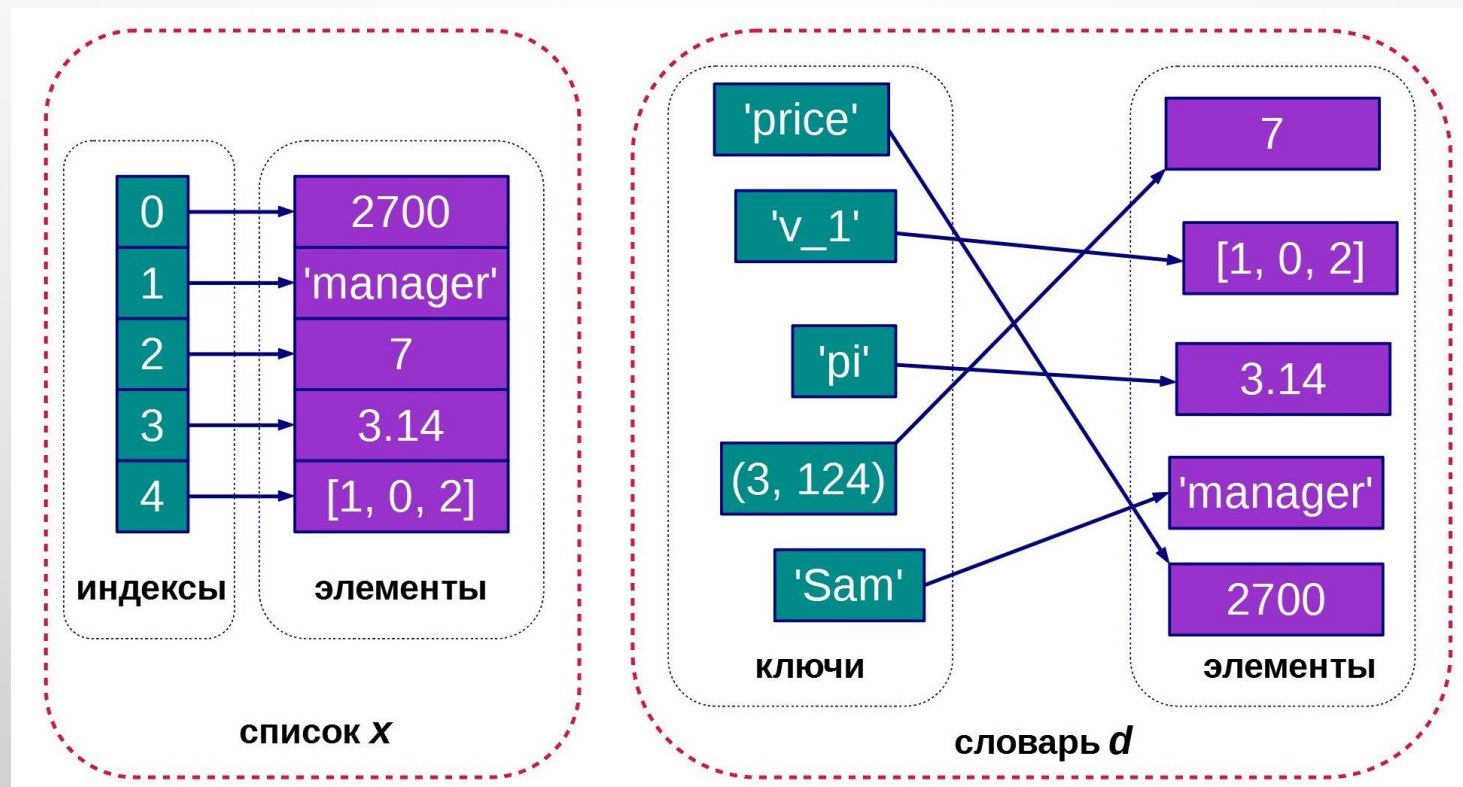 0
2700
1
'manager'
2
7
3
3.14
4
[1, 0, 2]
индексы
элементы
список x
'price'
'v_1'
'pi'
(3, 124)
'Sam'
ключи
7
[1, 0, 2]
3.14
'manager'
2700
элементы
словарь d